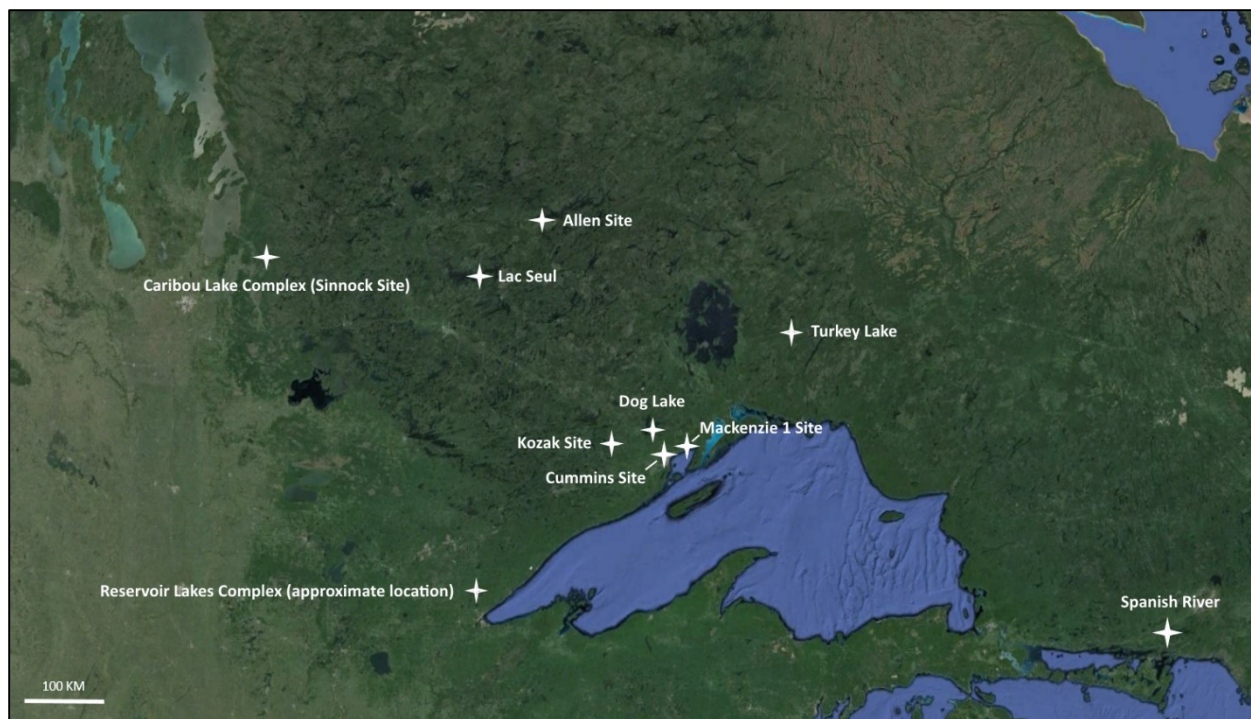 Allen Site
Lac Seul
Caribou Lake Complex (Sinnock Site)
Turkey Lake
Dog Lake
Mackenzie 1 Site
Kozak Site
Cummins Site
Reservoir Lakes Complex (approximate location)
Spanish River
100 KM